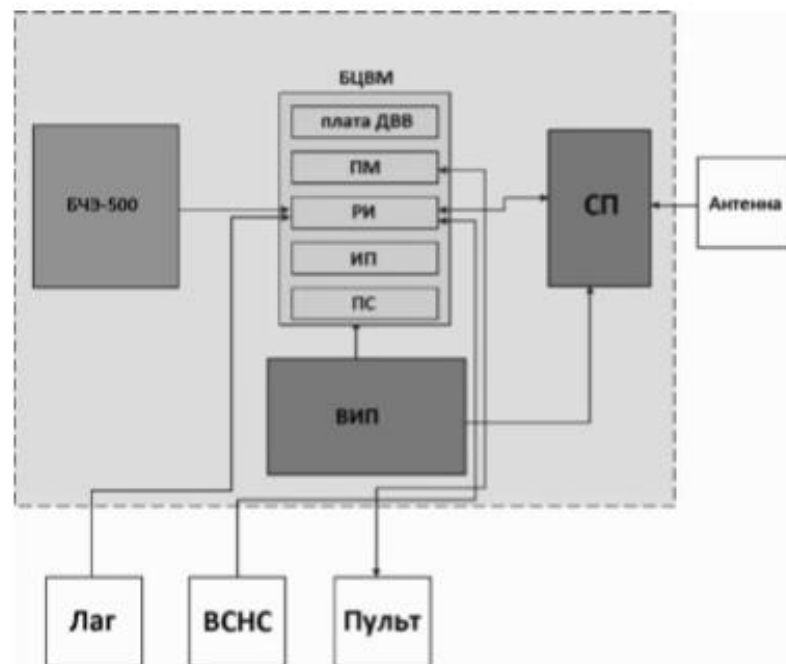 БЦВМ
плата ДВВ
БЧЭ-500
ПМ
РИ
ИП
ПС
СП
Антенна
ВИП
Лаг
ВСНС
Пульт